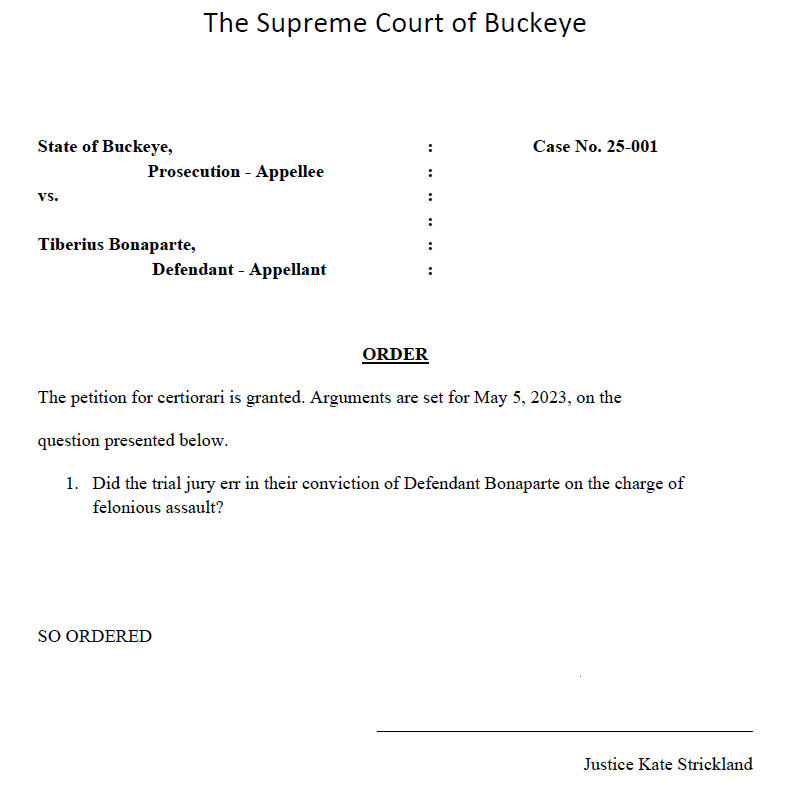 The Supreme Court of Buckeye
State of Buckeye, : Case No. 25-001
Prosecution - Appellee :
vs. :
:
Tiberius Bonaparte, :
Defendant - Appellant :
ORDER
The petition for certiorari is granted. Arguments are set for May 5, 2023, on the
question presented below.
1. Did the trial jury err in their conviction of Defendant Bonaparte on the charge of
felonious assault?
SO ORDERED
Justice Kate Strickland